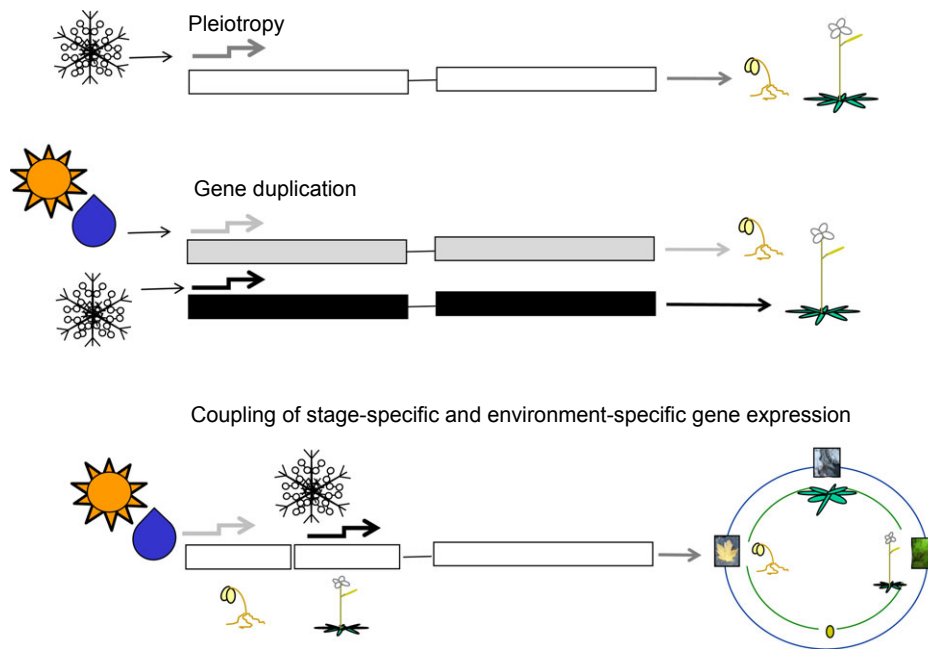 Pleiotropy
Gene duplication
Coupling of stage-specific and environment-specific gene expression